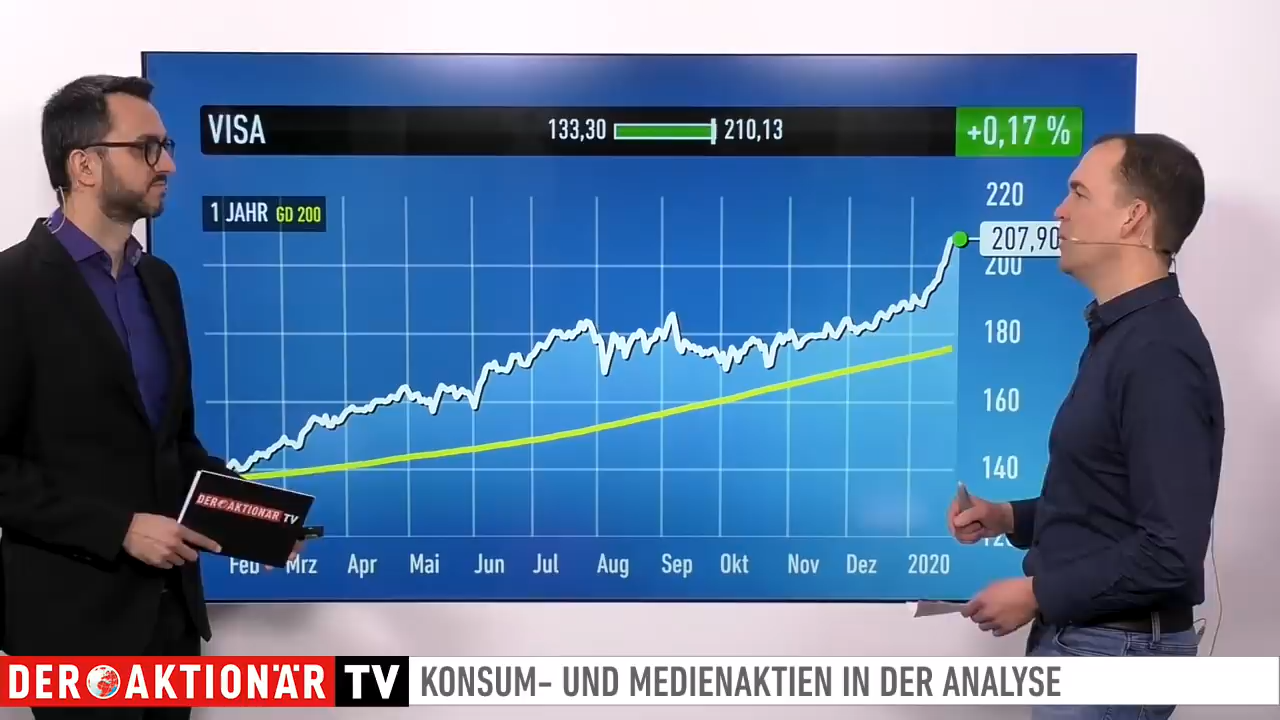 VISA
133,30
210,13
+0,17 %
1 JAHR GD 200
220
207,90
200
180
160
140
DER AKTIONÄR TV
Feb Mrz Apr Mai Jun Jul Aug Sep Okt Nov Dez 2020
DER AKTIONÄR TV
KONSUM- UND MEDIENAKTIEN IN DER ANALYSE